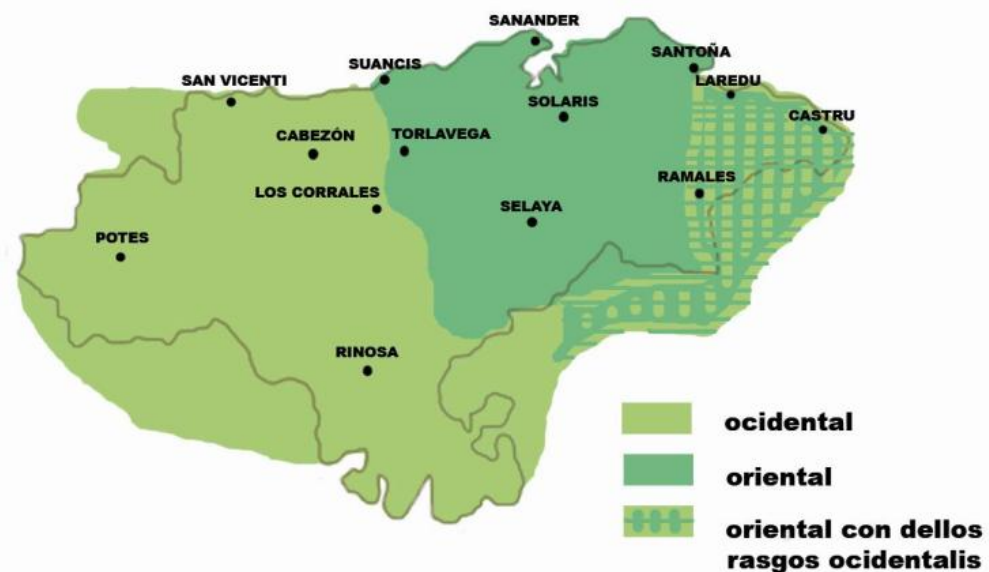 SANANDER
SANTOÑA
SUANCIS
LAREDU
SAN VICENTI
SOLARIS
CASTRU
CABEZÓN
TORLAVEGA
RAMALES
LOS CORRALES
SELAYA
POTES
RINOSA
ocidental
oriental
oriental con dellos
rasgos ocidentalis